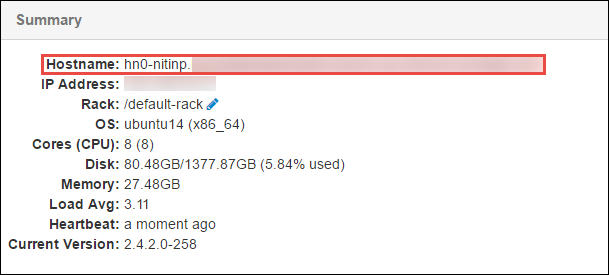 Summary
Hostname: hn0-nitinp.
IP Address:
Rack: /default-rack
OS: ubuntu14 (x86_64)
Cores (CPU): 8 (8)
Disk: 80.48GB/1377.87GB (5.84% used)
Memory: 27.48GB
Load Avg: 3.11
Heartbeat: a moment ago
Current Version: 2.4.2.0-258